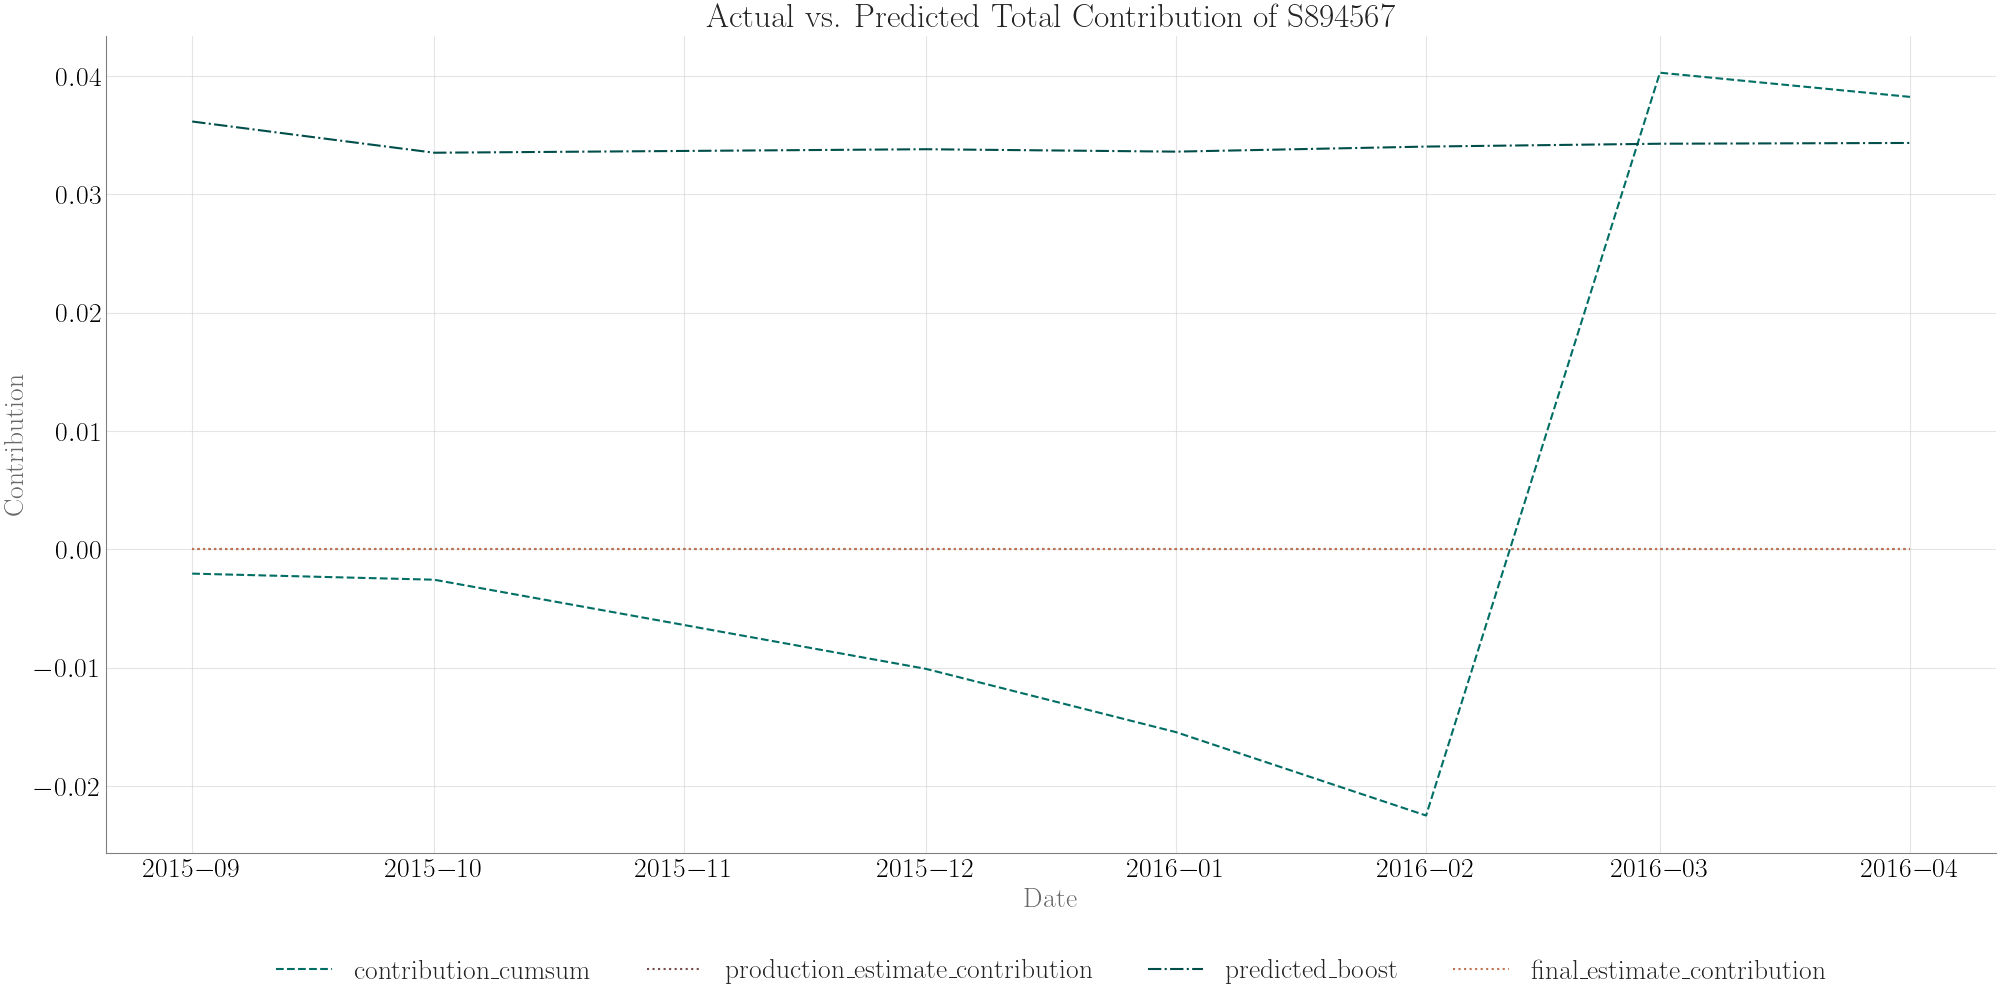 Actual vs. Predicted Total Contribution of S894567
0.04
0.03
0.02
0.01
0.00
−0.01
−0.02
Contribution
2015−09 2015−10 2015−11 2015−12 2016−01 2016−02 2016−03 2016−04
Date
contribution_cumsum production_estimate_contribution predicted_boost final_estimate_contribution